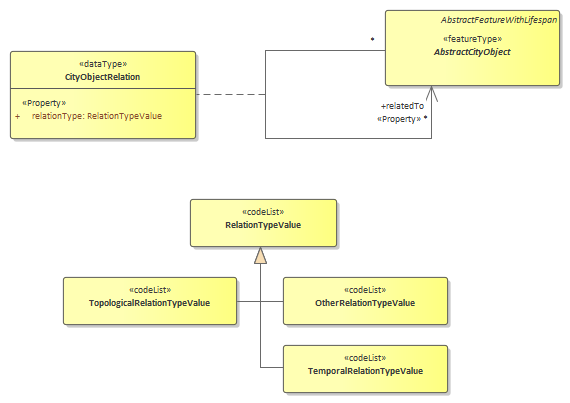 AbstractFeatureWithLifespan
«featureType»
AbstractCityObject
*
«dataType»
CityObjectRelation
«Property»
+ relationType: RelationTypeValue
+relatedTo
«Property» *
«codeList»
RelationTypeValue
«codeList»
TopologicalRelationTypeValue
«codeList»
OtherRelationTypeValue
«codeList»
TemporalRelationTypeValue